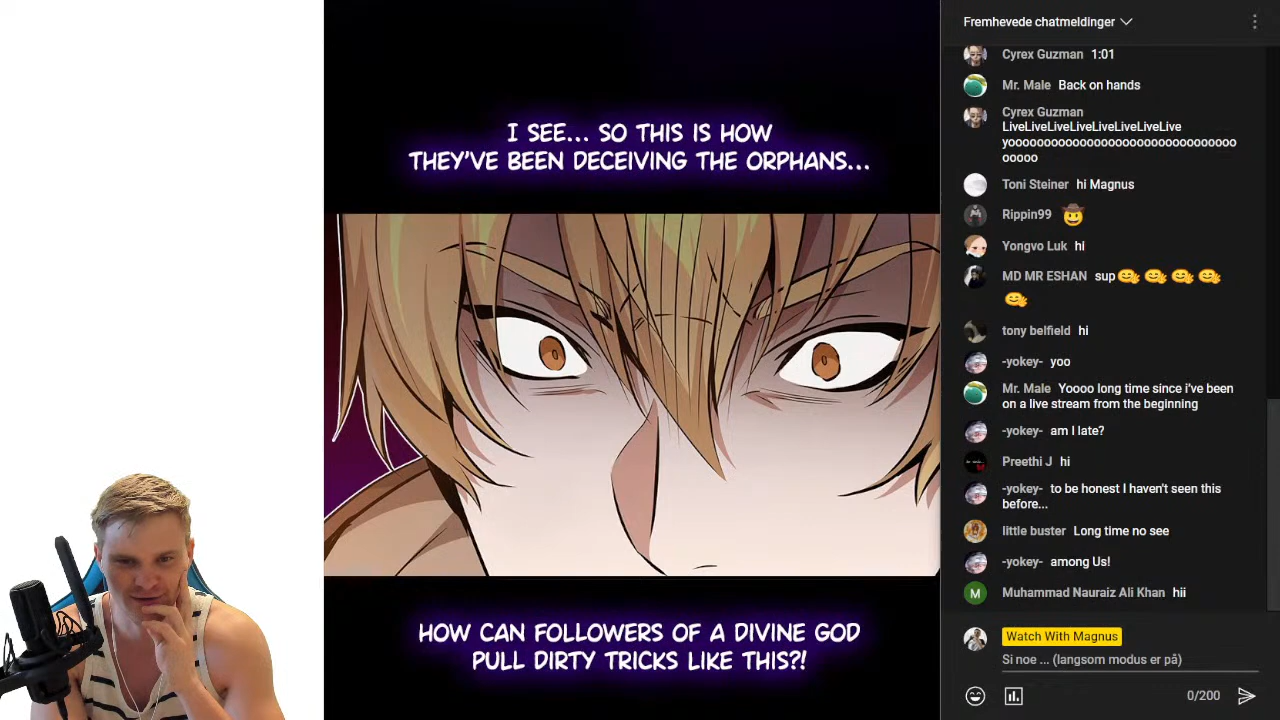 I SEE... SO THIS IS HOW
THEY'VE BEEN DECEIVING THE ORPHANS...
HOW CAN FOLLOWERS OF A DIVINE GOD
PULL DIRTY TRICKS LIKE THIS?!
Fremhevede chatmeldinger
Cyrex Guzman 1:01
Mr. Male Back on hands
Cyrex Guzman
LiveLiveLiveLiveLiveLiveLiveLive
yooooooooooooooooooooooooooooooo
ooooo
Toni Steiner hi Magnus
Rippin99
Yongvo Luk hi
MD MR ESHAN sup
tony belfield hi
-yokey- yoo
Mr. Male Yoooo long time since i've been
on a live stream from the beginning
-yokey- am I late?
Preethi J hi
-yokey- to be honest I haven't seen this
before...
little buster Long time no see
-yokey- among Us!
M
Muhammad Nauraiz Ali Khan hii
Watch With Magnus
Si noe ... (langsom modus er på)
0/200